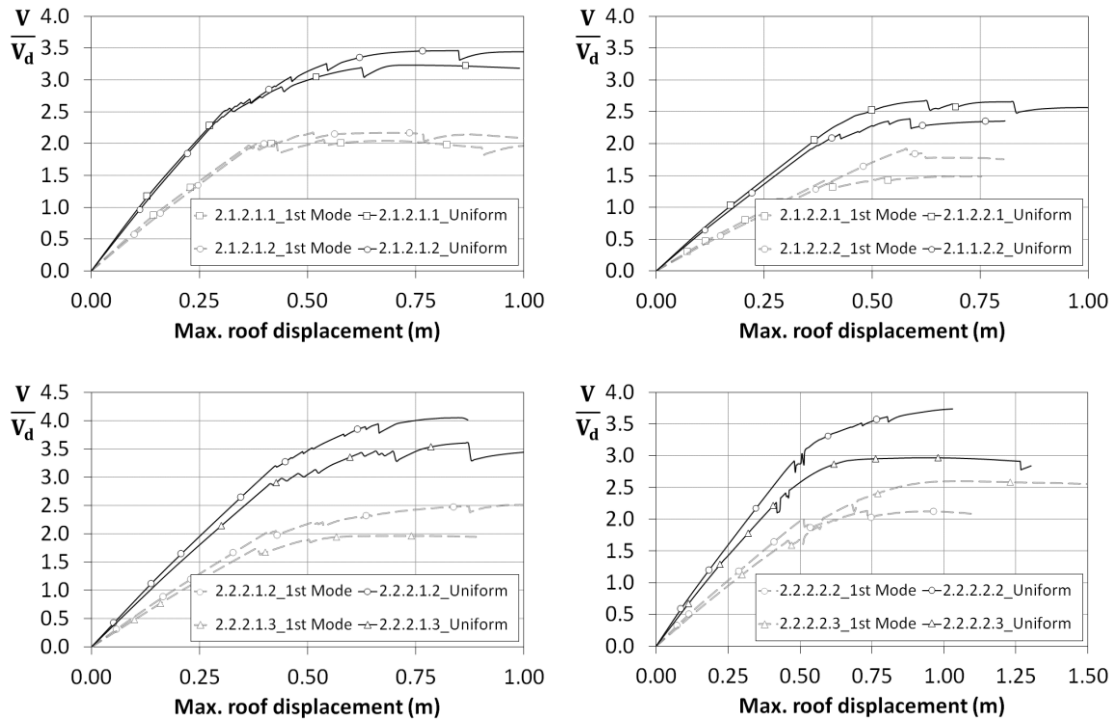 V
Vd
4.0
3.5
3.0
2.5
2.0
1.5
1.0
0.5
0.0
2.1.2.1.1_1st Mode 2.1.2.1.1_Uniform
2.1.2.1.2_1st Mode 2.1.2.1.2_Uniform
0.00 0.25 0.50 0.75 1.00
Max. roof displacement (m)
V
Vd
4.0
3.5
3.0
2.5
2.0
1.5
1.0
0.5
0.0
2.1.2.2.1_1st Mode 2.1.2.2.1_Uniform
2.1.2.2.2_1st Mode 2.1.1.2.2_Uniform
0.00 0.25 0.50 0.75 1.00
Max. roof displacement (m)
V
Vd
4.5
4.0
3.5
3.0
2.5
2.0
1.5
1.0
0.5
0.0
2.2.2.1.2_1st Mode 2.2.2.1.2_Uniform
2.2.2.1.3_1st Mode 2.2.2.1.3_Uniform
0.00 0.25 0.50 0.75 1.00
Max. roof displacement (m)
V
Vd
4.0
3.5
3.0
2.5
2.0
1.5
1.0
0.5
0.0
2.2.2.2.2_1st Mode 2.2.2.2.2_Uniform
2.2.2.2.3_1st Mode 2.2.2.2.3_Uniform
0.00 0.25 0.50 0.75 1.00 1.25 1.50
Max. roof displacement (m)